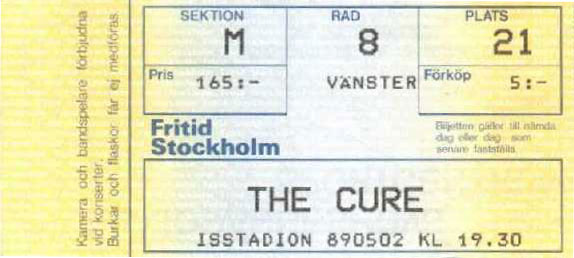 Kamera och bandspelare förbjudna
vid konserter.
Burkar och flaskor får ej medföras
SEKTION RAD PLATS
M 8 21
Pris 165:- VÄNSTER Förköp 5:-
Fritid
Stockholm
Biljetten gäller till nämda
dag eller dag som
senare fastställs.
THE CURE
ISSTADION 890502 KL 19.30